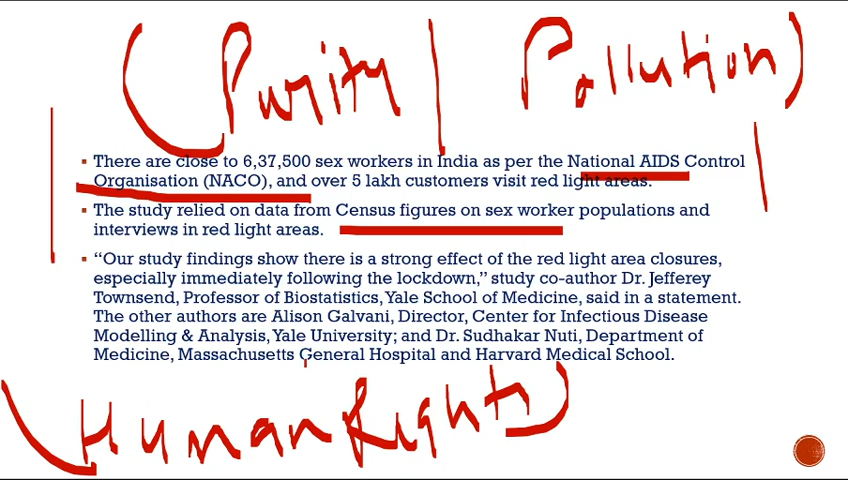 (Purity | Pollution)
▪ There are close to 6,37,500 sex workers in India as per the National AIDS Control
Organisation (NACO), and over 5 lakh customers visit red light areas.
▪ The study relied on data from Census figures on sex worker populations and
interviews in red light areas.
▪ “Our study findings show there is a strong effect of the red light area closures,
especially immediately following the lockdown,” study co-author Dr. Jefferey
Townsend, Professor of Biostatistics, Yale School of Medicine, said in a statement.
The other authors are Alison Galvani, Director, Center for Infectious Disease
Modelling & Analysis, Yale University; and Dr. Sudhakar Nuti, Department of
Medicine, Massachusetts General Hospital and Harvard Medical School.
(Human Rights)